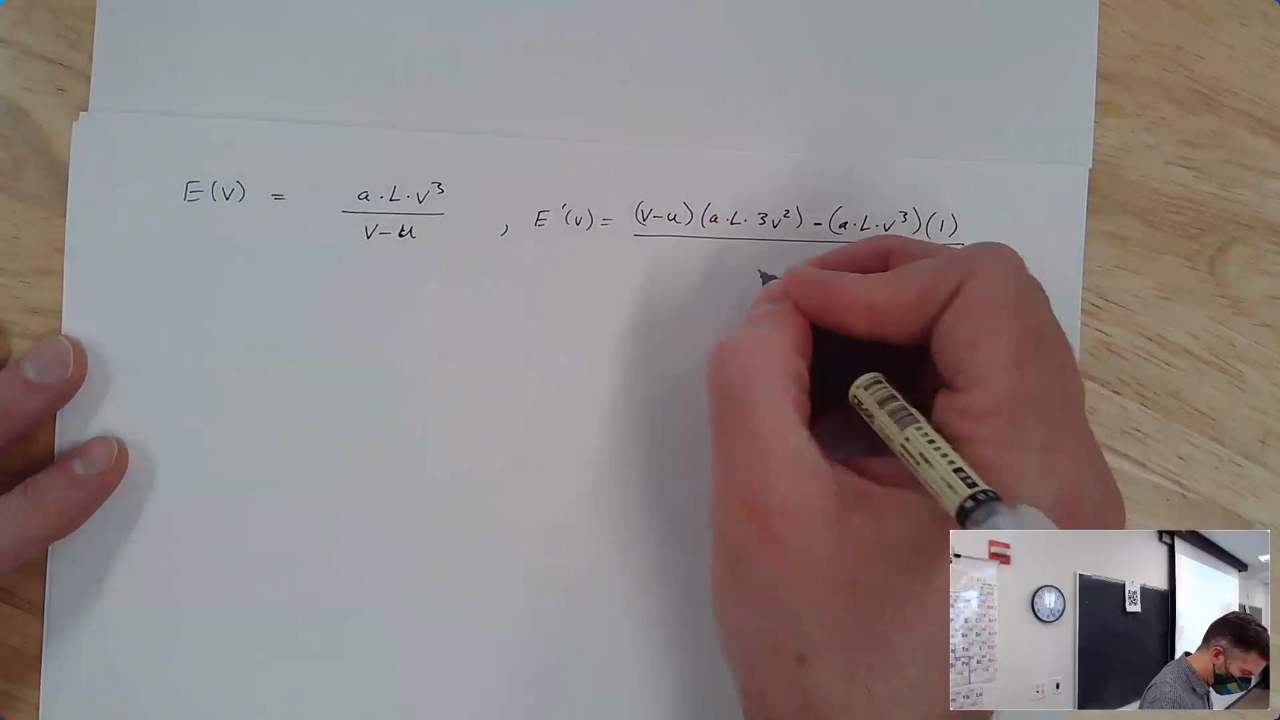 E(v) = a·L·v³ / v-u , E'(v) = (v-u)(a·L·3v²) - (a·L·v³)(1)